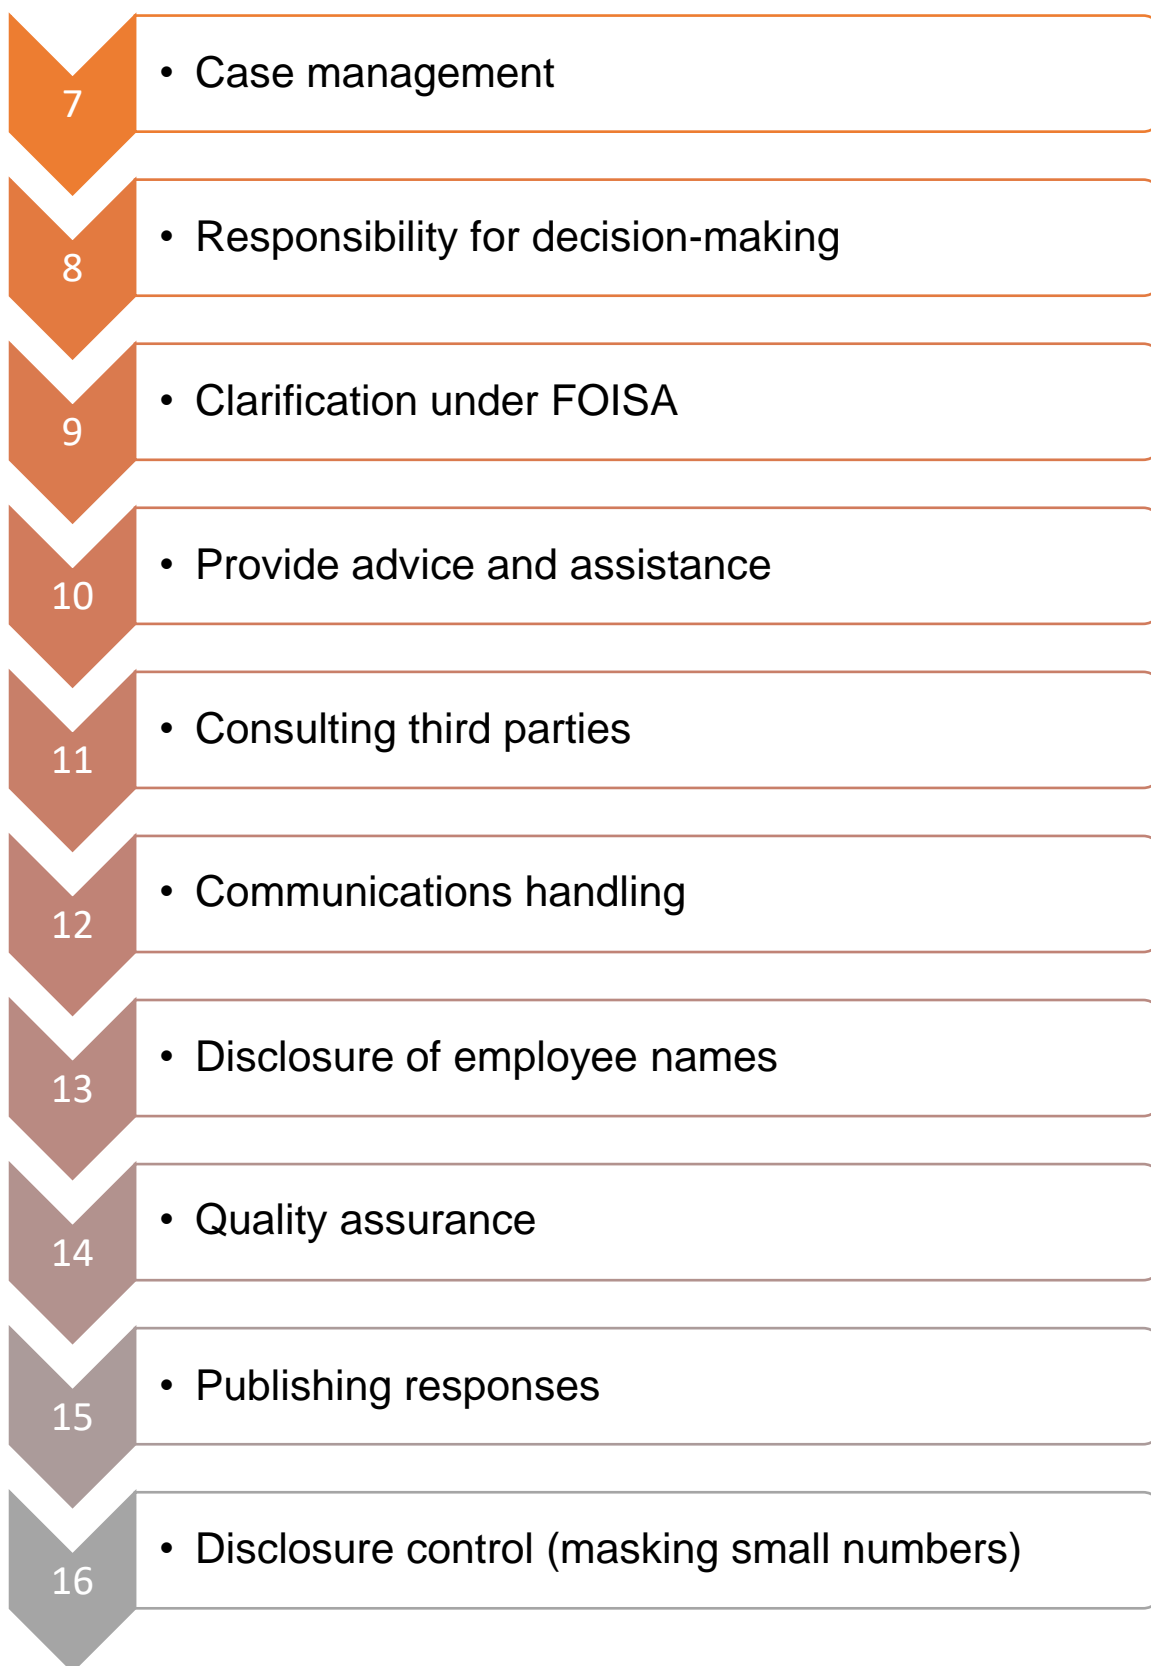 7
• Case management
8
• Responsibility for decision-making
9
• Clarification under FOISA
10
• Provide advice and assistance
11
• Consulting third parties
12
• Communications handling
13
• Disclosure of employee names
14
• Quality assurance
15
• Publishing responses
16
• Disclosure control (masking small numbers)